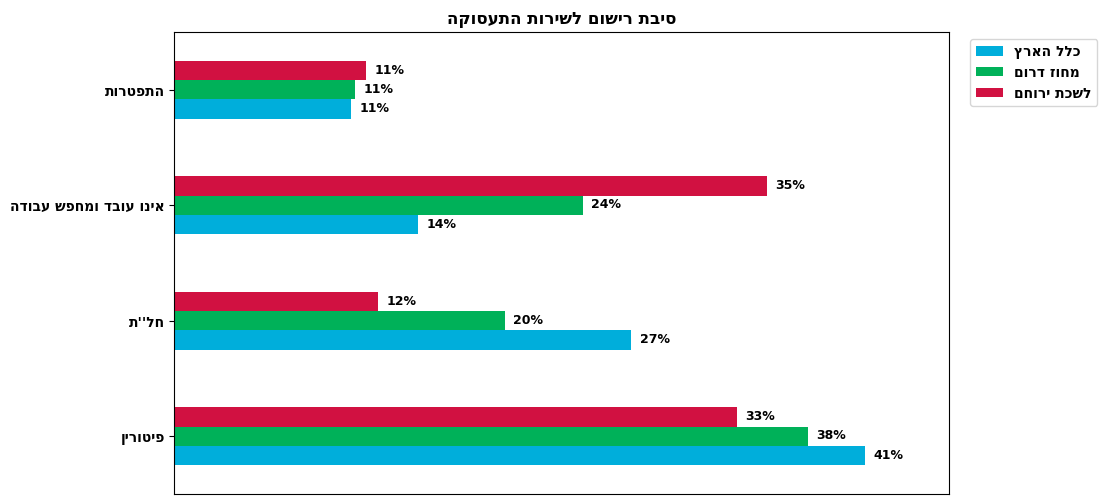 סיבת רישום לשירות התעסוקה
כלל הארץ
מחוז דרום
לשכת ירוחם
התפטרות
11%
11%
11%
אינו עובד ומחפש עבודה
35%
24%
14%
חל''ת
12%
20%
27%
פיטורין
33%
38%
41%